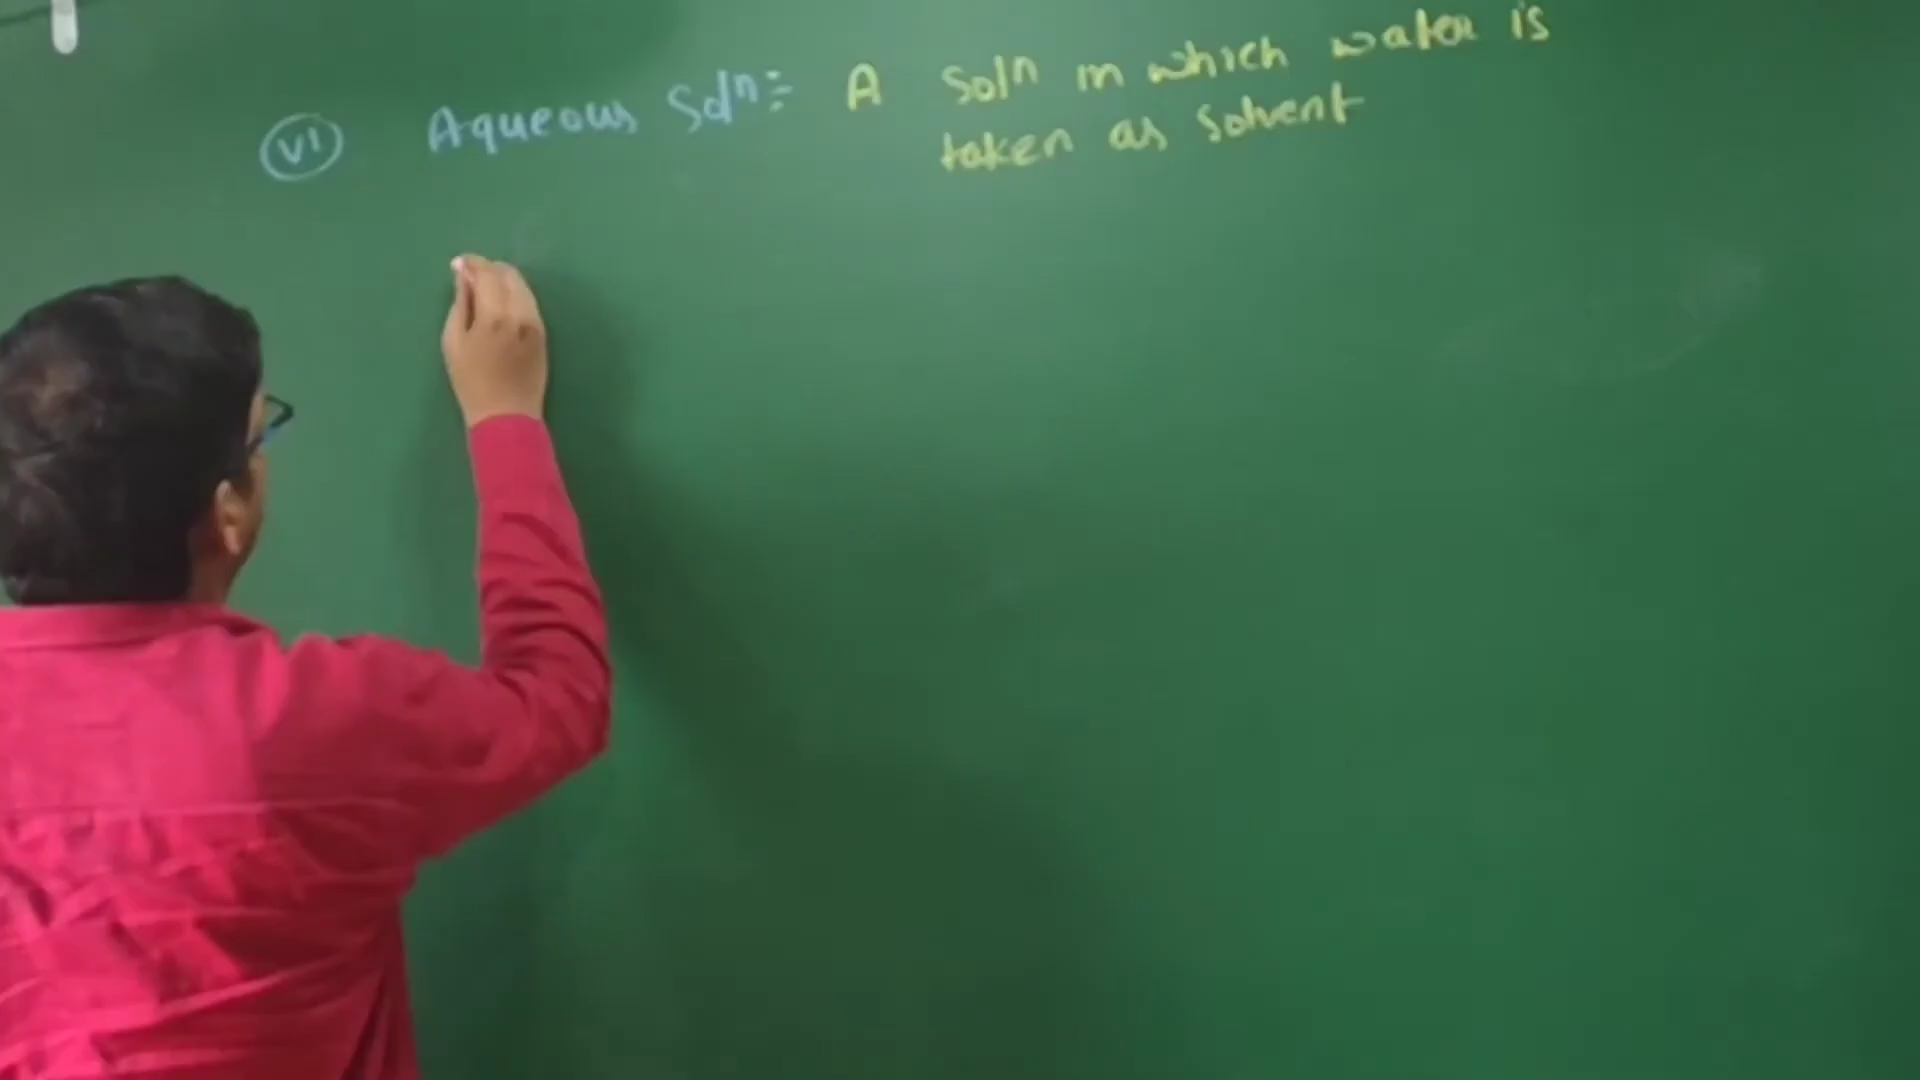 (VI) Aqueous Solⁿ :- A Solⁿ in which water is
taken as solvent